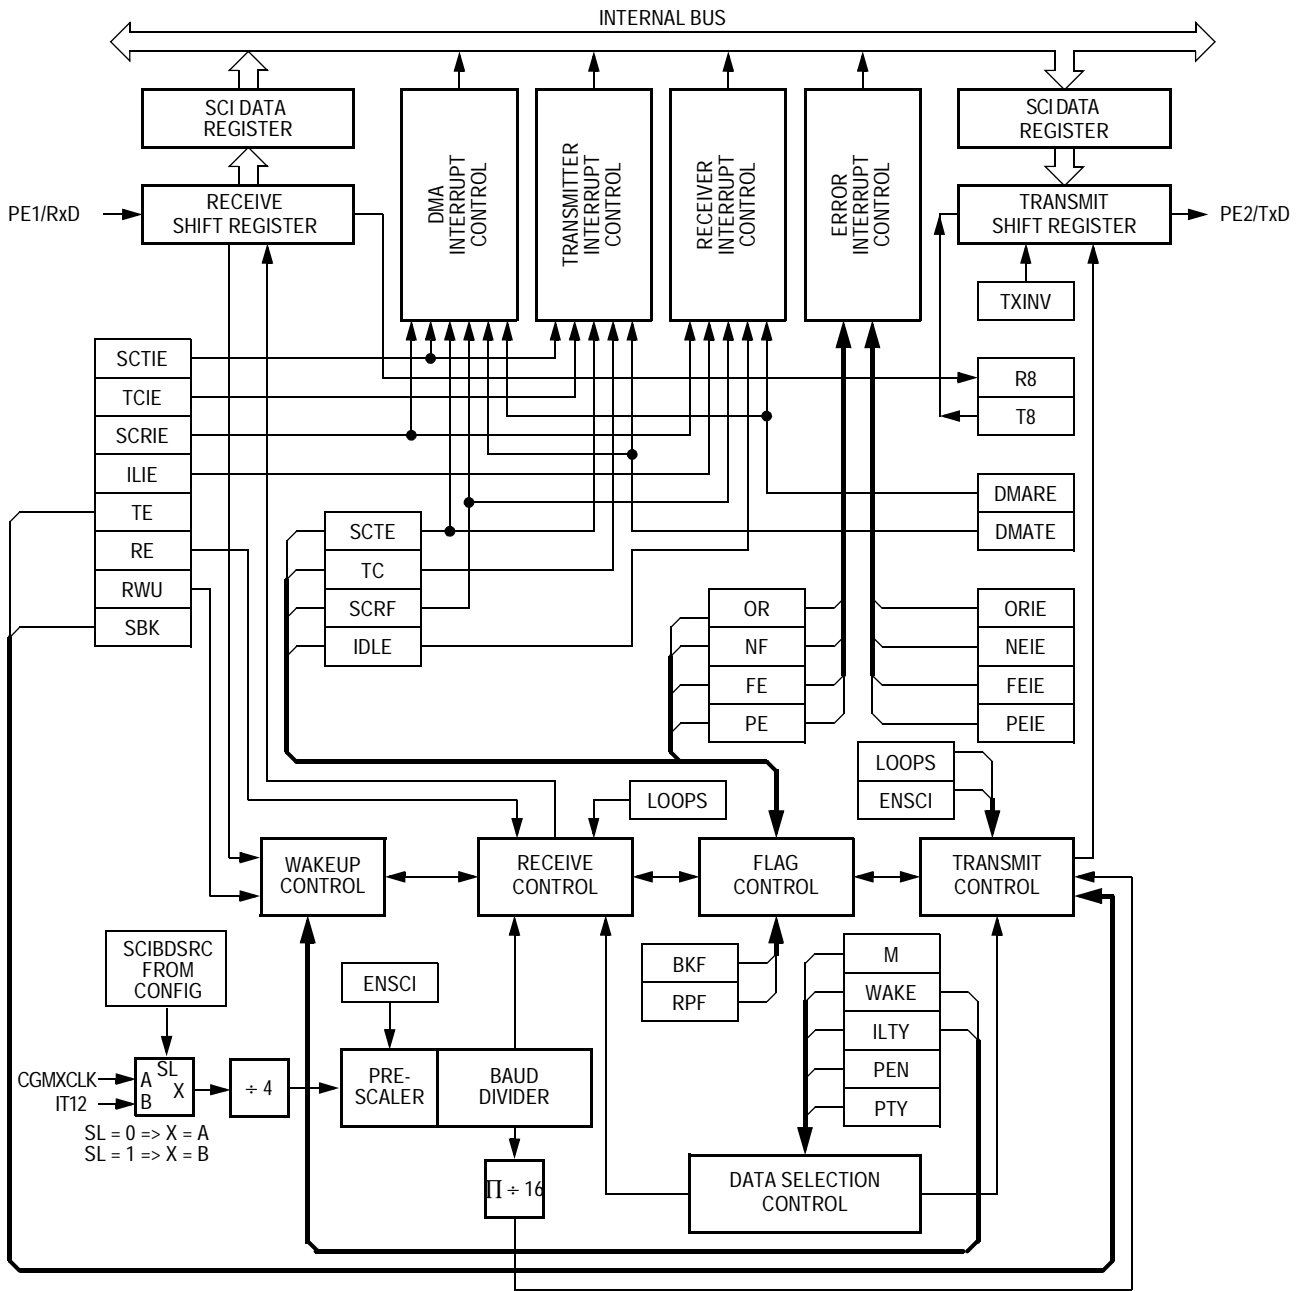 INTERNAL BUS
SCI DATA
REGISTER
DMA
INTERRUPT
CONTROL
TRANSMITTER
INTERRUPT
CONTROL
RECEIVER
INTERRUPT
CONTROL
ERROR
INTERRUPT
CONTROL
SCI DATA
REGISTER
PE1/RxD
RECEIVE
SHIFT REGISTER
TRANSMIT
SHIFT REGISTER
PE2/TxD
TXINV
SCTIE
TCIE
SCRIE
ILIE
TE
RE
RWU
SBK
R8
T8
DMARE
DMATE
SCTE
TC
SCRF
IDLE
OR
NF
FE
PE
ORIE
NEIE
FEIE
PEIE
LOOPS
ENSCI
LOOPS
WAKEUP
CONTROL
RECEIVE
CONTROL
FLAG
CONTROL
TRANSMIT
CONTROL
SCIBDSRC
FROM
CONFIG
ENSCI
BKF
RPF
M
WAKE
ILTY
PEN
PTY
CGMXCLK
IT12
SL
A
X
B
÷ 4
PRE-
SCALER
BAUD
DIVIDER
SL = 0 => X = A
SL = 1 => X = B
∏ ÷ 16
DATA SELECTION
CONTROL